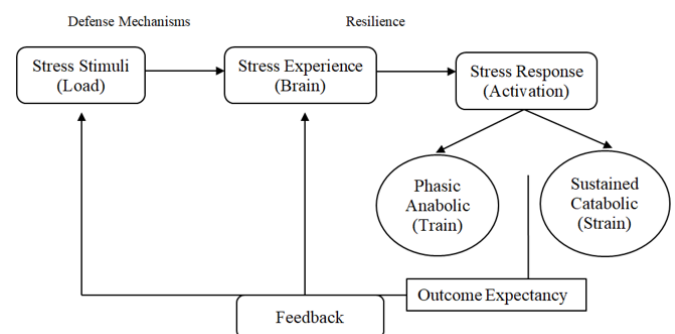 Defense Mechanisms
Resilience
Stress Stimuli
(Load)
Stress Experience
(Brain)
Stress Response
(Activation)
Phasic
Anabolic
(Train)
Sustained
Catabolic
(Strain)
Outcome Expectancy
Feedback